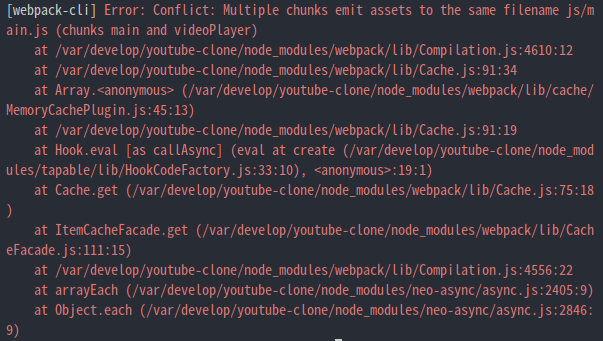 [webpack-cli] Error: Conflict: Multiple chunks emit assets to the same filename js/m
ain.js (chunks main and videoPlayer)
    at /var/develop/youtube-clone/node_modules/webpack/lib/Compilation.js:4610:12
    at /var/develop/youtube-clone/node_modules/webpack/lib/Cache.js:91:34
    at Array.<anonymous> (/var/develop/youtube-clone/node_modules/webpack/lib/cache/
MemoryCachePlugin.js:45:13)
    at /var/develop/youtube-clone/node_modules/webpack/lib/Cache.js:91:19
    at Hook.eval [as callAsync] (eval at create (/var/develop/youtube-clone/node_mod
ules/tapable/lib/HookCodeFactory.js:33:10), <anonymous>:19:1)
    at Cache.get (/var/develop/youtube-clone/node_modules/webpack/lib/Cache.js:75:18
)
    at ItemCacheFacade.get (/var/develop/youtube-clone/node_modules/webpack/lib/Cach
eFacade.js:111:15)
    at /var/develop/youtube-clone/node_modules/webpack/lib/Compilation.js:4556:22
    at arrayEach (/var/develop/youtube-clone/node_modules/neo-async/async.js:2405:9)
    at Object.each (/var/develop/youtube-clone/node_modules/neo-async/async.js:2846:
9)